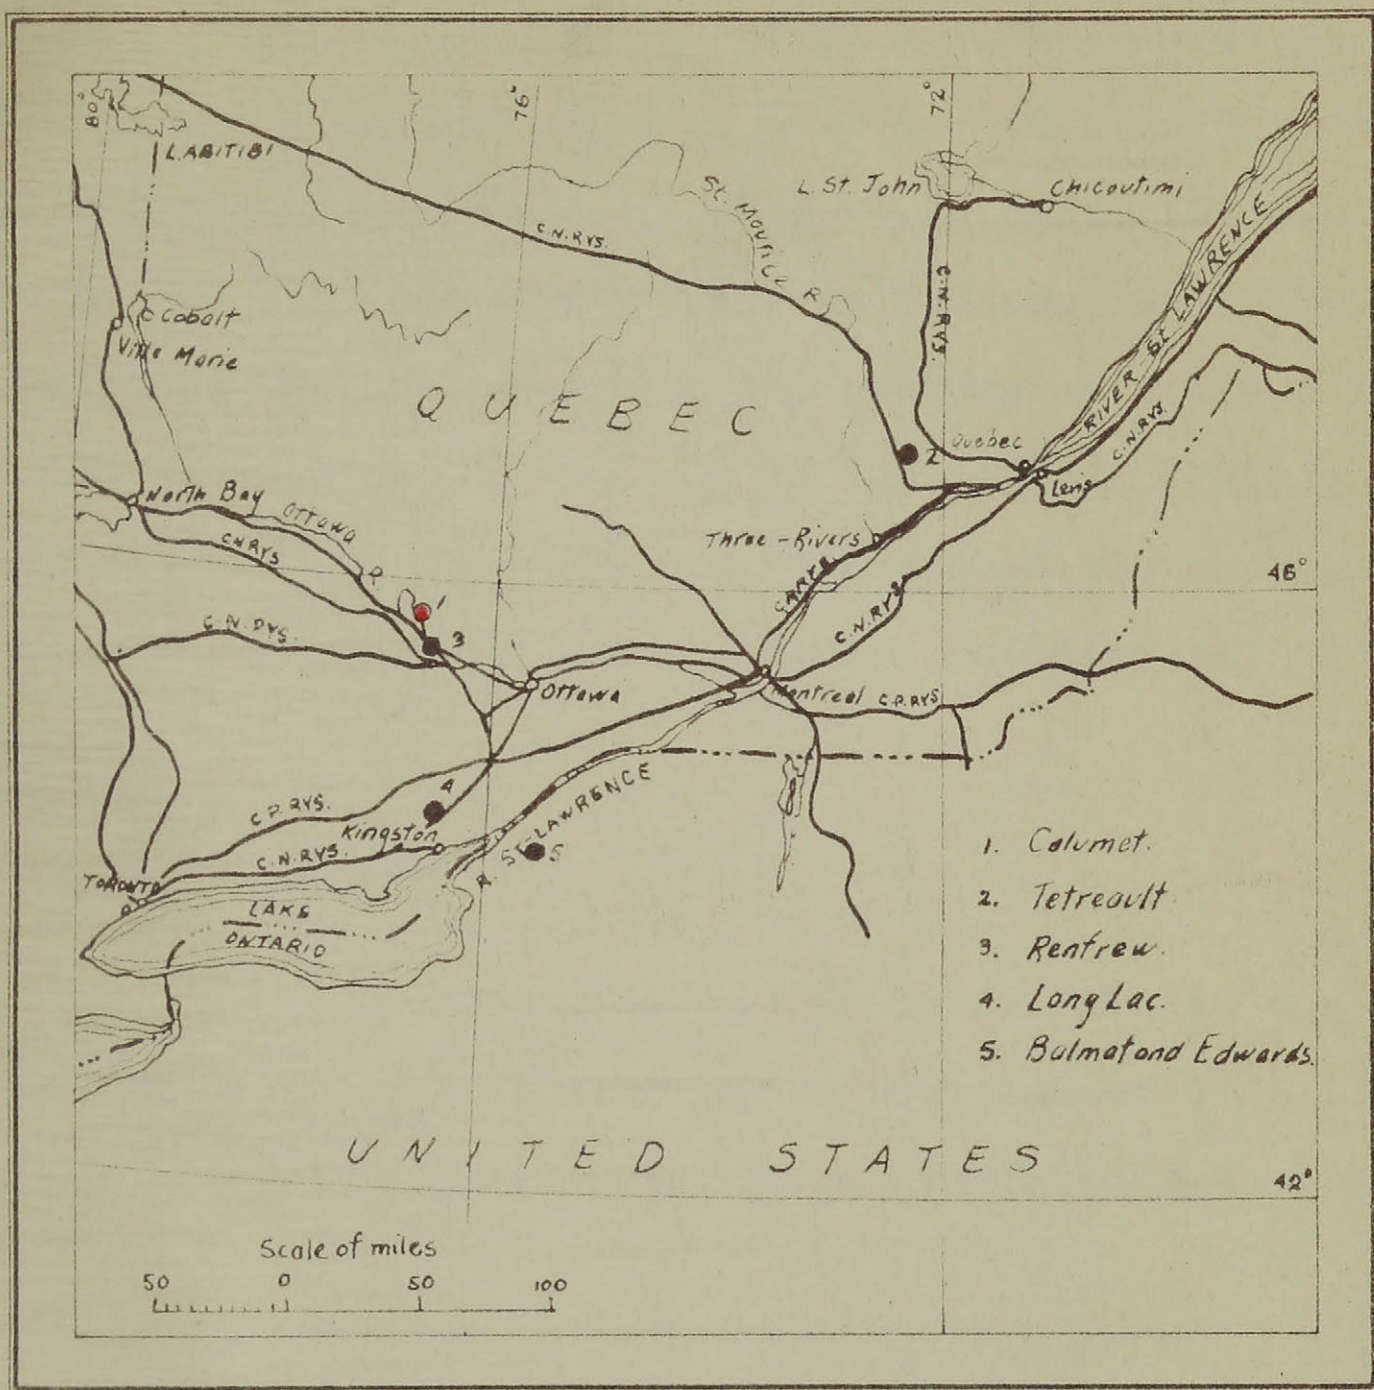 80°
76°
72°
L. ABITIBI
L. St. John
Chicoutimi
St. Maurice R.
C.N.RYS.
C.N.RYS.
RIVER St. LAWRENCE
Cobalt
Ville Marie
QUEBEC
Quebec
2
C.N.RYS.
Levis
North Bay
Ottawa R.
C.N.RYS
Three-Rivers
46°
C.N.RYS.
C.N.RYS.
1
C.N.RYS.
3
Ottawa
Montreal
C.P.RYS
4
C.P.RYS.
R. St. LAWRENCE
Kingston
C.N.RYS.
5
TORONTO
LAKE
ONTARIO
1. Calumet.
2. Tetreault
3. Renfrew.
4. Long Lac.
5. Balmat and Edwards.
UNITED STATES
42°
Scale of miles
50 0 50 100